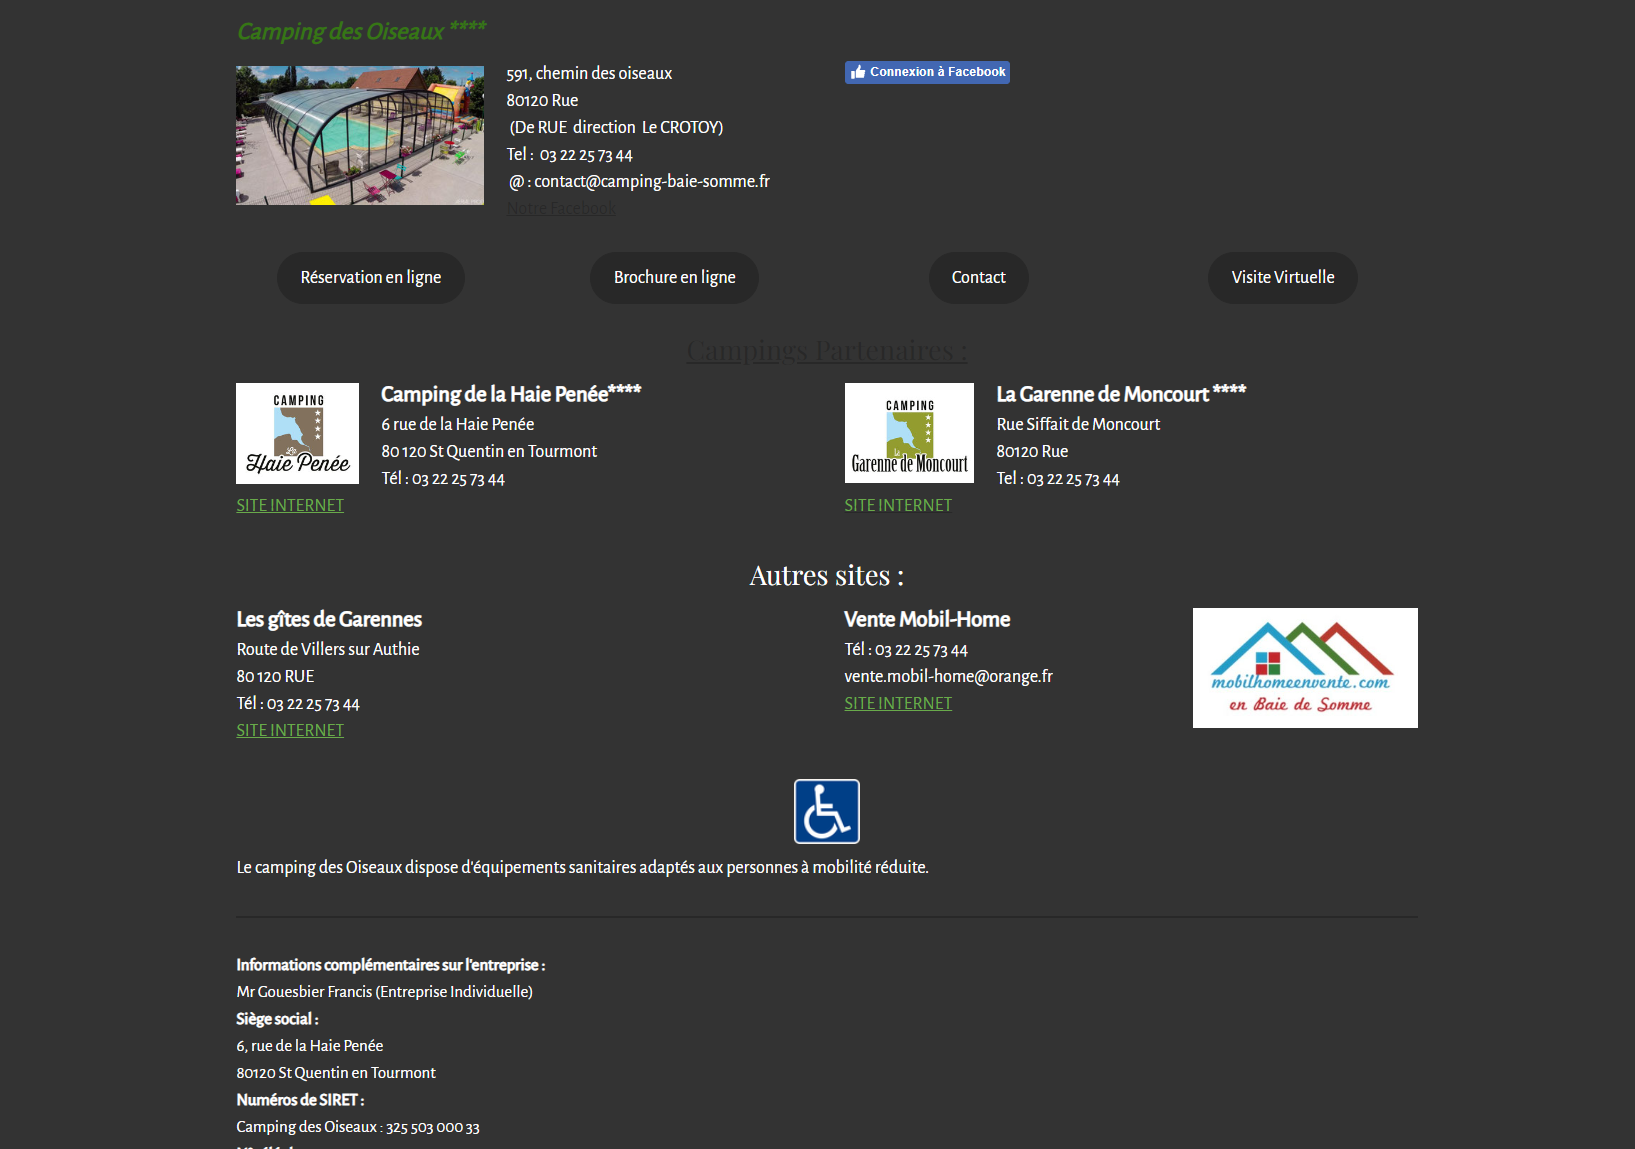 Camping des Oiseaux ****
591, chemin des oiseaux
80120 Rue
(De RUE direction Le CROTOY)
Tel : 03 22 25 73 44
@ : contact@camping-baie-somme.fr
Notre Facebook
Connexion à Facebook
Réservation en ligne
Brochure en ligne
Contact
Visite Virtuelle
Campings Partenaires :
CAMPING
La
Haie Penée
Camping de la Haie Penée****
6 rue de la Haie Penée
80 120 St Quentin en Tourmont
Tél : 03 22 25 73 44
SITE INTERNET
CAMPING
La
Garenne de Moncourt
La Garenne de Moncourt ****
Rue Siffait de Moncourt
80120 Rue
Tel : 03 22 25 73 44
SITE INTERNET
Autres sites :
Les gîtes de Garennes
Route de Villers sur Authie
80 120 RUE
Tél : 03 22 25 73 44
SITE INTERNET
Vente Mobil-Home
Tél : 03 22 25 73 44
vente.mobil-home@orange.fr
SITE INTERNET
mobilhomeenvente.com
en Baie de Somme
Le camping des Oiseaux dispose d'équipements sanitaires adaptés aux personnes à mobilité réduite.
Informations complémentaires sur l'entreprise :
Mr Gouesbier Francis (Entreprise Individuelle)
Siège social :
6, rue de la Haie Penée
80120 St Quentin en Tourmont
Numéros de SIRET :
Camping des Oiseaux : 325 503 000 33